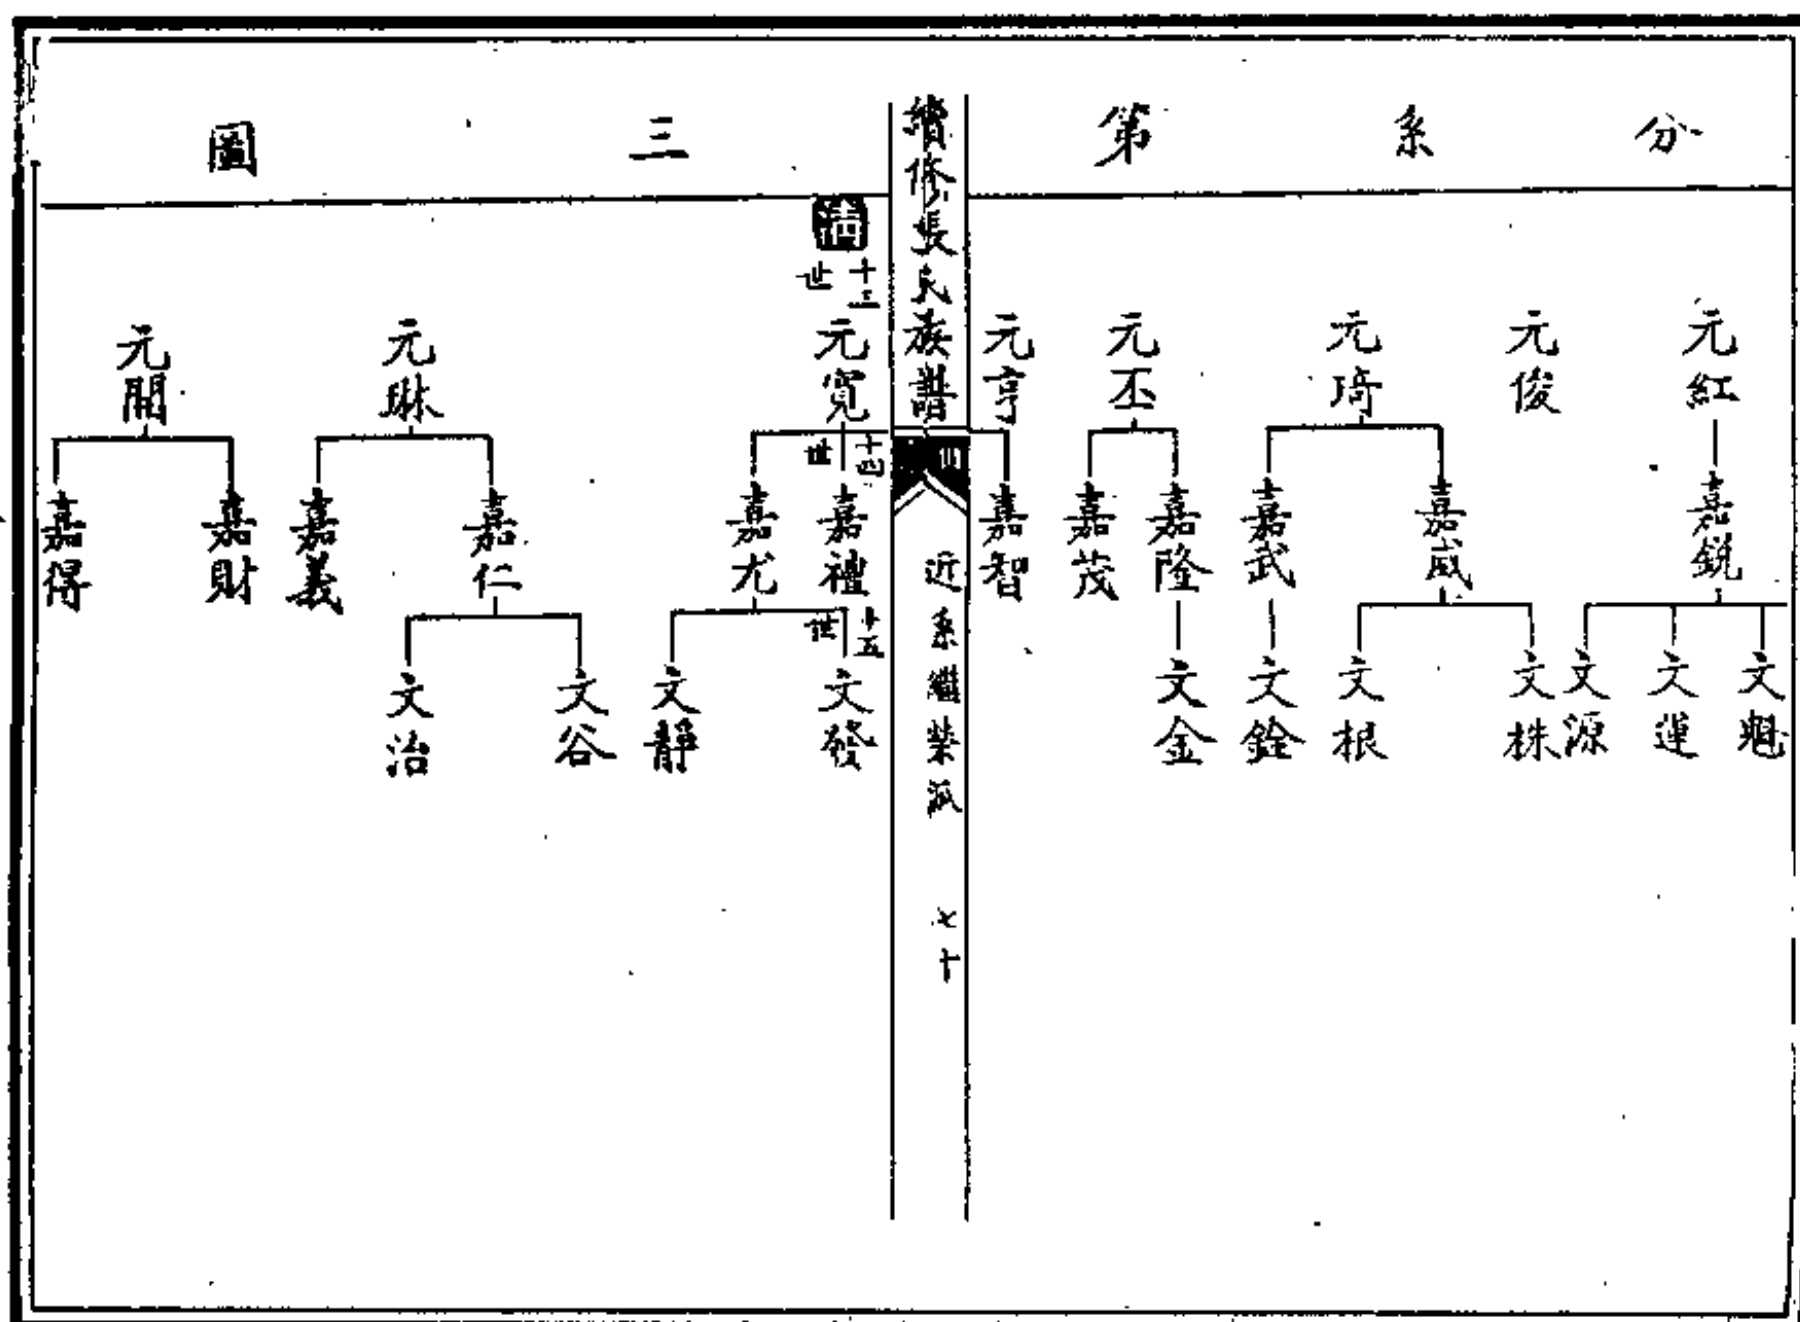 分系第三圖
元紅
元俊
元琦
元丕
元亨
嘉銳
嘉威
嘉武
嘉隆
嘉茂
嘉智
文魁
文運
文源
文株
文根
文銓
文金
續修張氏族譜
近系繼榮派
七十
清
十三世
元寬
元琳
元開
十四世
嘉禮
嘉尤
嘉仁
嘉義
嘉財
嘉得
十五世
文發
文靜
文谷
文治